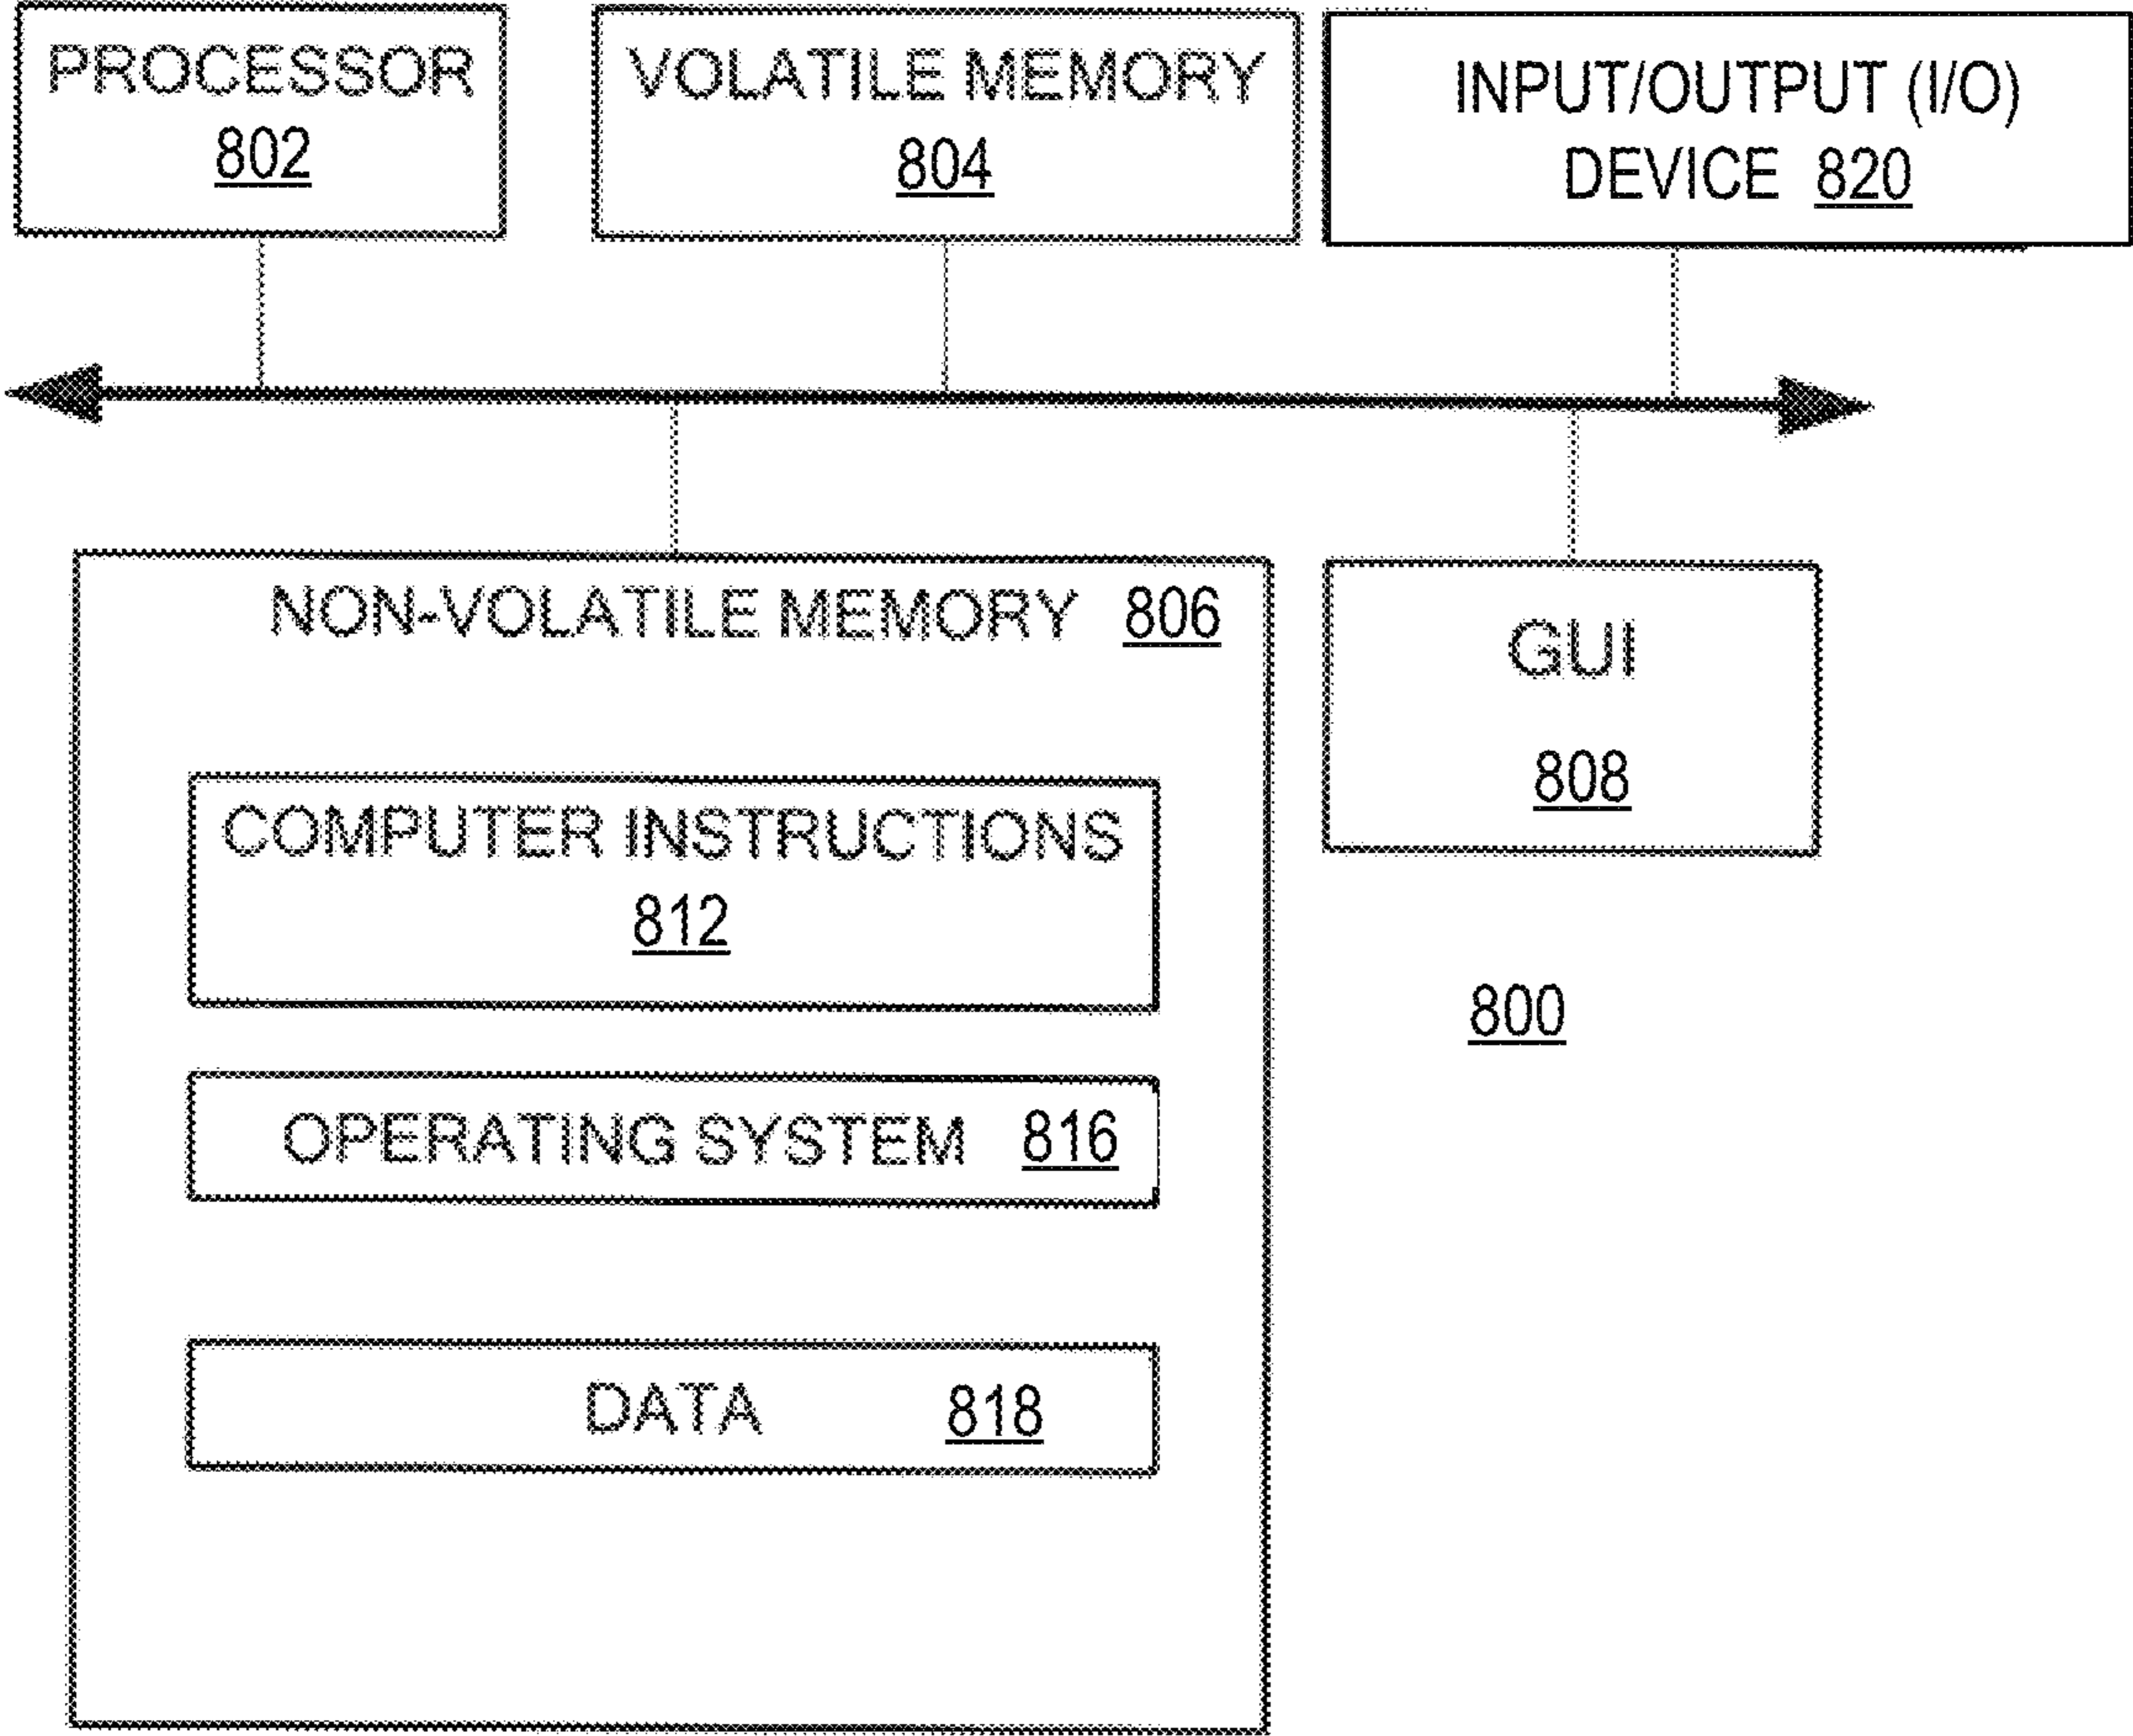 PROCESSOR
802
VOLATILE MEMORY
804
INPUT/OUTPUT (I/O)
DEVICE 820
NON-VOLATILE MEMORY 806
COMPUTER INSTRUCTIONS
812
OPERATING SYSTEM 816
DATA 818
GUI
808
800